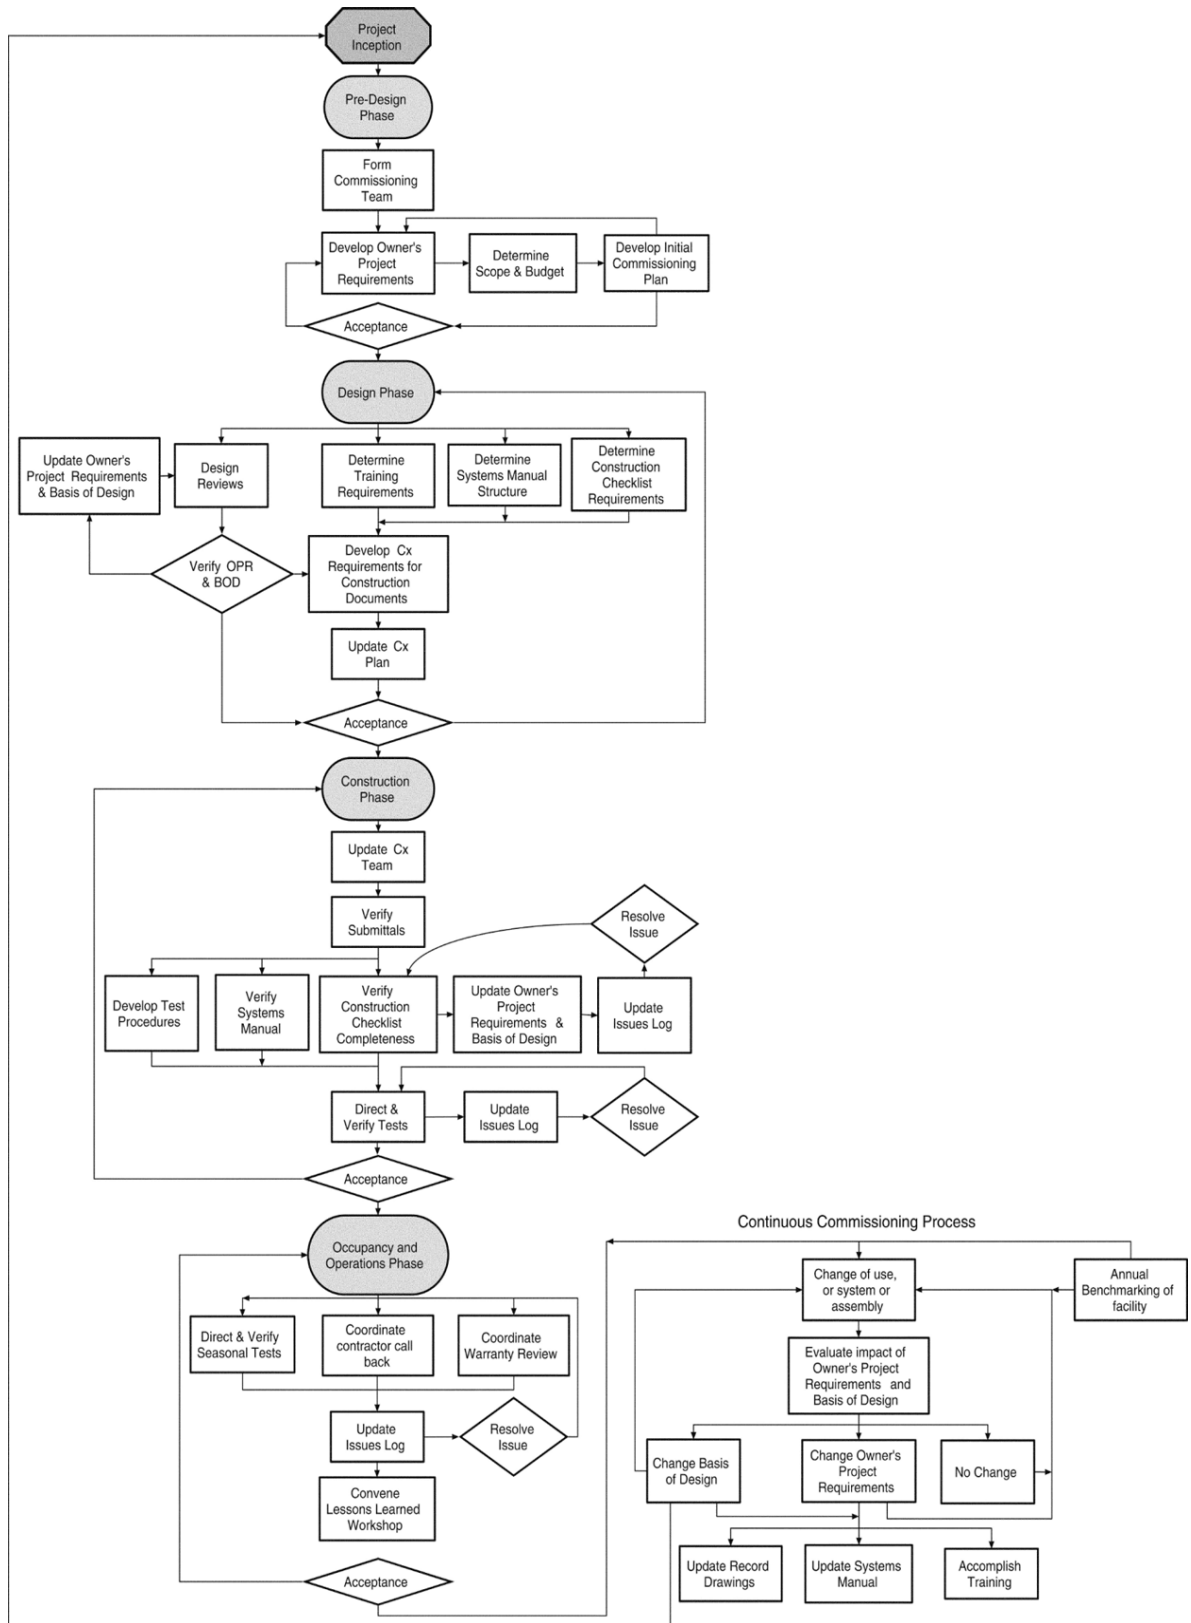 Project
Inception
Pre-Design
Phase
Form
Commissioning
Team
Develop Owner's
Project
Requirements
Determine
Scope & Budget
Develop Initial
Commissioning
Plan
Acceptance
Design Phase
Update Owner's
Project Requirements
& Basis of Design
Design
Reviews
Determine
Training
Requirements
Determine
Systems Manual
Structure
Determine
Construction
Checklist
Requirements
Verify OPR
& BOD
Develop Cx
Requirements for
Construction
Documents
Update Cx
Plan
Acceptance
Construction
Phase
Update Cx
Team
Verify
Submittals
Resolve
Issue
Develop Test
Procedures
Verify
Systems
Manual
Verify
Construction
Checklist
Completeness
Update Owner's
Project
Requirements &
Basis of Design
Update
Issues Log
Direct &
Verify Tests
Update
Issues Log
Resolve
Issue
Acceptance
Occupancy and
Operations Phase
Direct & Verify
Seasonal Tests
Coordinate
contractor call
back
Coordinate
Warranty Review
Update
Issues Log
Resolve
Issue
Convene
Lessons Learned
Workshop
Acceptance
Continuous Commissioning Process
Change of use,
or system or
assembly
Annual
Benchmarking of
facility
Evaluate impact of
Owner's Project
Requirements and
Basis of Design
Change Basis
of Design
Change Owner's
Project
Requirements
No Change
Update Record
Drawings
Update Systems
Manual
Accomplish
Training